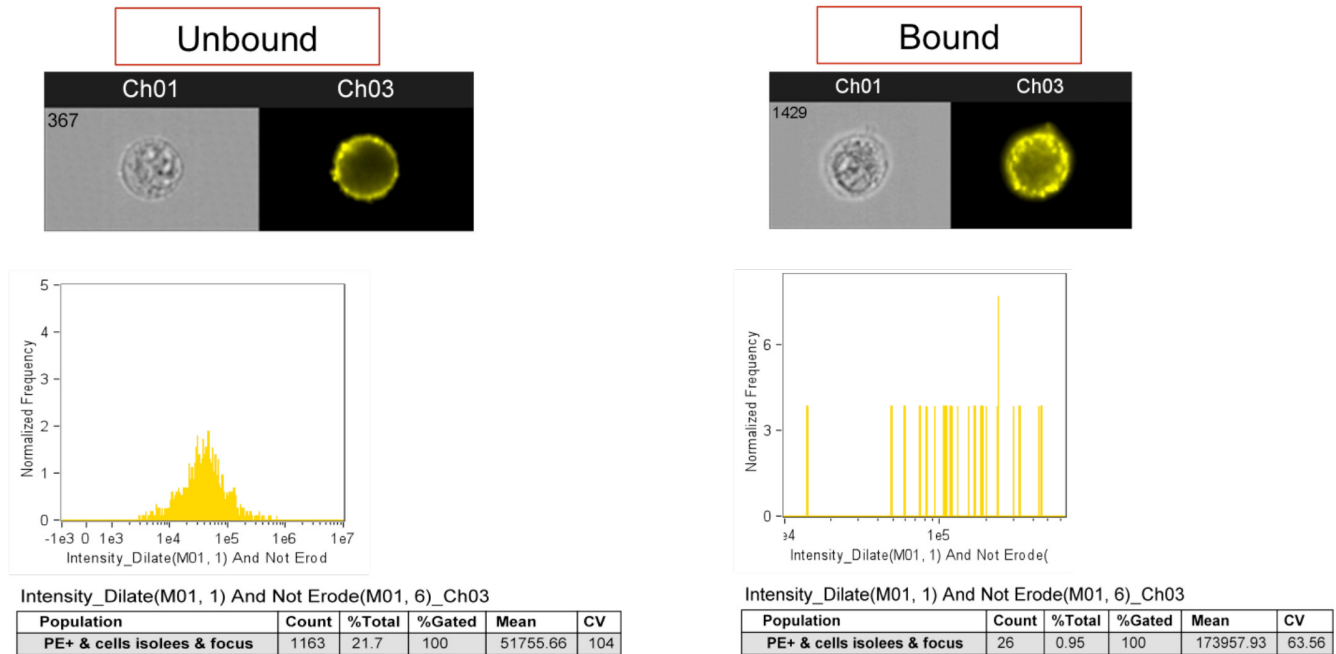 Unbound
Ch01 Ch03
367
5
4
3
2
1
0
Normalized Frequency
-1e3 0 1e3 1e4 1e5 1e6 1e7
Intensity_Dilate(M01, 1) And Not Erod
Intensity_Dilate(M01, 1) And Not Erode(M01, 6)_Ch03
Population Count %Total %Gated Mean CV
PE+ & cells isolees & focus 1163 21.7 100 51755.66 104
Bound
Ch01 Ch03
1429
6
3
0
Normalized Frequency
e4 1e5
Intensity_Dilate(M01, 1) And Not Erode(
Intensity_Dilate(M01, 1) And Not Erode(M01, 6)_Ch03
Population Count %Total %Gated Mean CV
PE+ & cells isolees & focus 26 0.95 100 173957.93 63.56